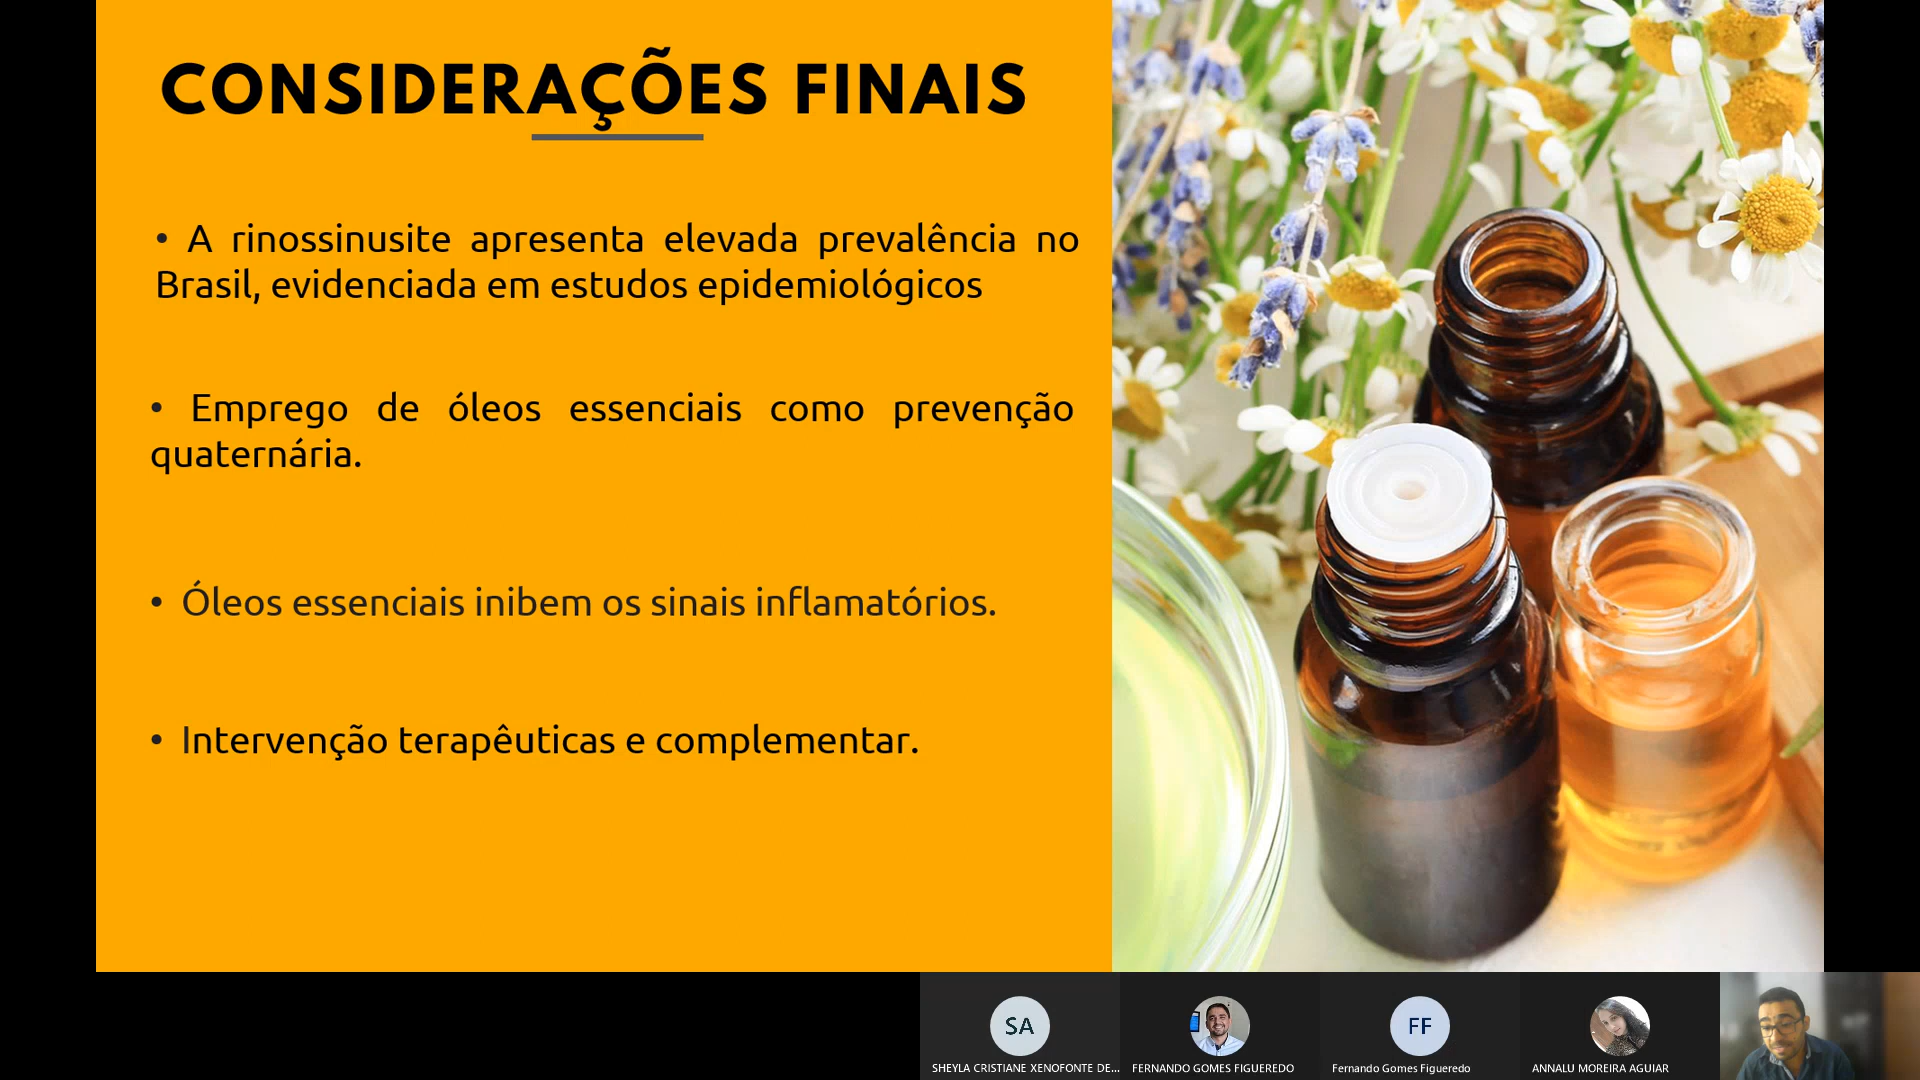 CONSIDERAÇÕES FINAIS
• A rinossinusite apresenta elevada prevalência no
Brasil, evidenciada em estudos epidemiológicos
• Emprego de óleos essenciais como prevenção
quaternária.
• Óleos essenciais inibem os sinais inflamatórios.
• Intervenção terapêuticas e complementar.
SA
FF
SHEYLA CRISTIANE XENOFONTE DE...
FERNANDO GOMES FIGUEREDO
Fernando Gomes Figueredo
ANNALU MOREIRA AGUIAR